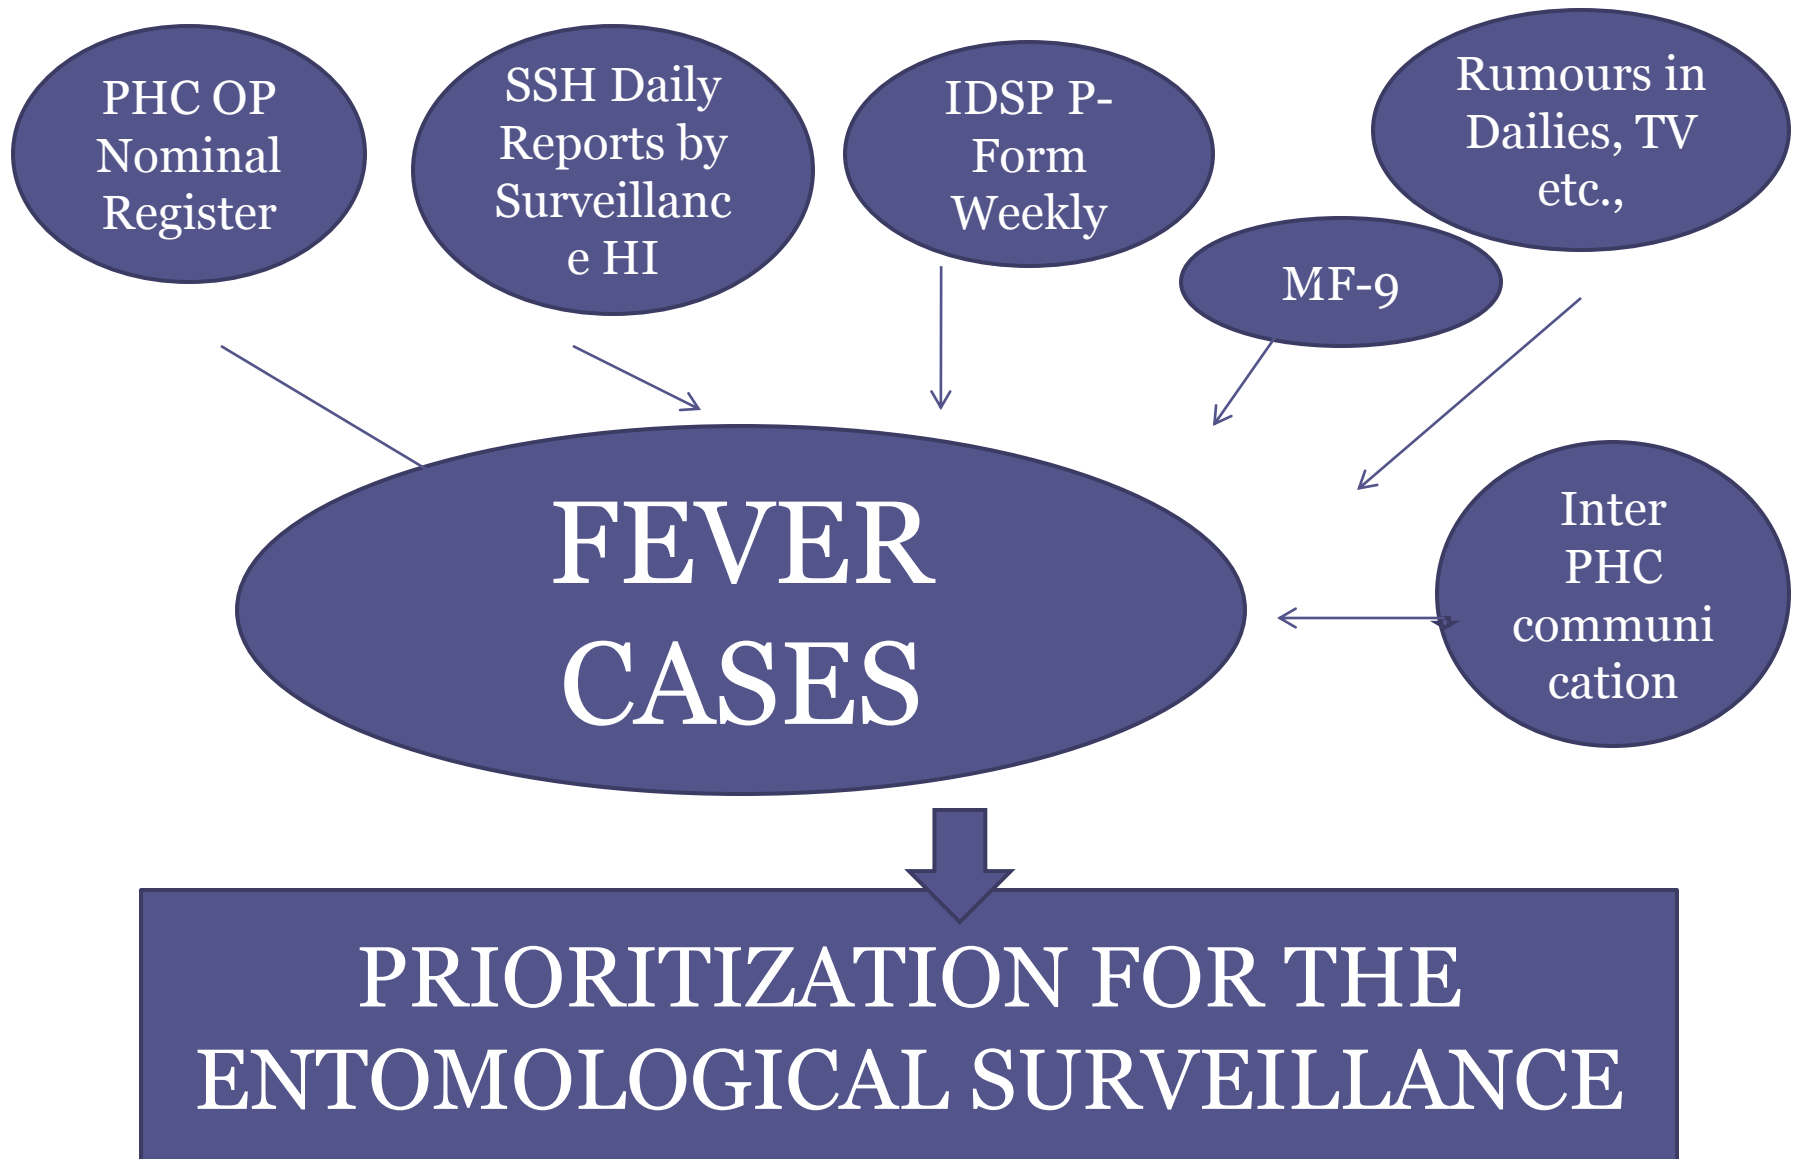 PHC OP
Nominal
Register
SSH Daily
Reports by
Surveillanc
e HI
IDSP P-
Form
Weekly
Rumours in
Dailies, TV
etc.,
MF-9
Inter
PHC
communi
cation
FEVER
CASES
PRIORITIZATION FOR THE
ENTOMOLOGICAL SURVEILLANCE